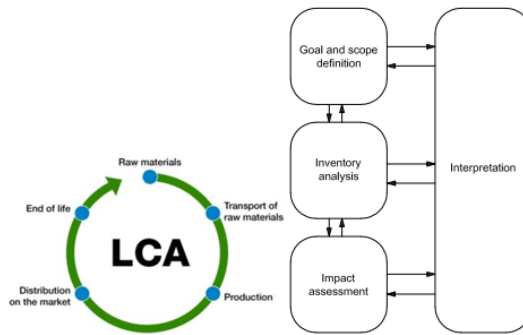 Goal and scope
definition
Inventory
analysis
Impact
assessment
Interpretation
Raw materials
Transport of
raw materials
Production
Distribution
on the market
End of life
LCA